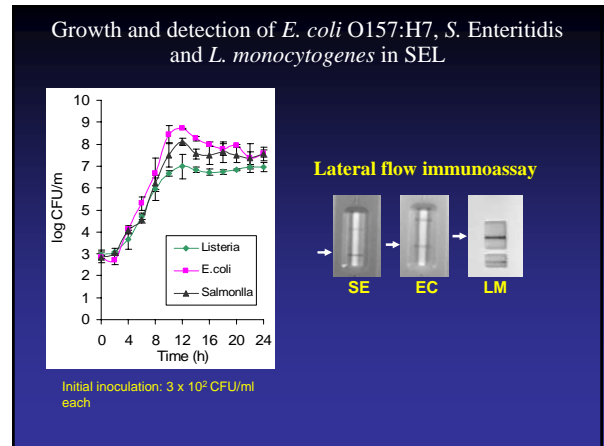 Growth and detection of E. coli O157:H7, S. Enteritidis
and L. monocytogenes in SEL
10
9
8
7
6
5
4
3
2
1
0
log CFU/m
Listeria
E.coli
Salmonlla
0 4 8 12 16 20 24
Time (h)
Initial inoculation: 3 x 10² CFU/ml
each
Lateral flow immunoassay
SE EC LM